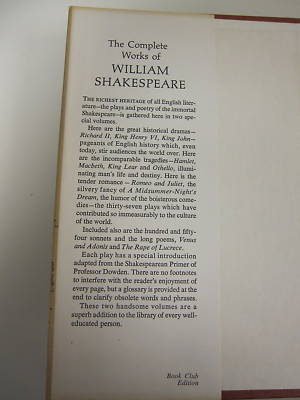 The Complete
Works of
WILLIAM
SHAKESPEARE
THE RICHEST HERITAGE of all English liter-
ature—the plays and poetry of the immortal
Shakespeare—is gathered here in two spe-
cial volumes.
Here are the great historical dramas—
Richard II, King Henry VI, King John—
pageants of English history which, even
today, stir audiences the world over. Here
are the incomparable tragedies—Hamlet,
Macbeth, King Lear and Othello, illumi-
nating man's life and destiny. Here is the
tender romance—Romeo and Juliet, the
silvery fancy of A Midsummer-Night's
Dream, the humor of the boisterous come-
dies—the thirty-seven plays which have
contributed so immeasurably to the culture
of the world.
Included also are the hundred and fifty-
four sonnets and the long poems, Venus
and Adonis and The Rape of Lucrece.
Each play has a special introduction
adapted from the Shakespearean Primer of
Professor Dowden. There are no footnotes
to interfere with the reader's enjoyment of
every page, but a glossary is provided at the
end to clarify obsolete words and phrases.
These two handsome volumes are a
superb addition to the library of every well-
educated person.
Book Club
Edition